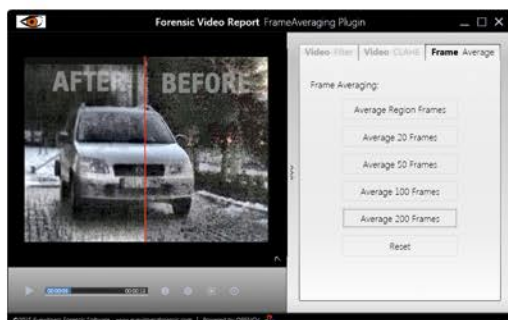 Forensic Video Report FrameAveraging Plugin
Video Filter Video CLAHE Frame Average
AFTER BEFORE
Frame Averaging:
Average Region Frames
Average 20 Frames
Average 50 Frames
Average 100 Frames
Average 200 Frames
Reset